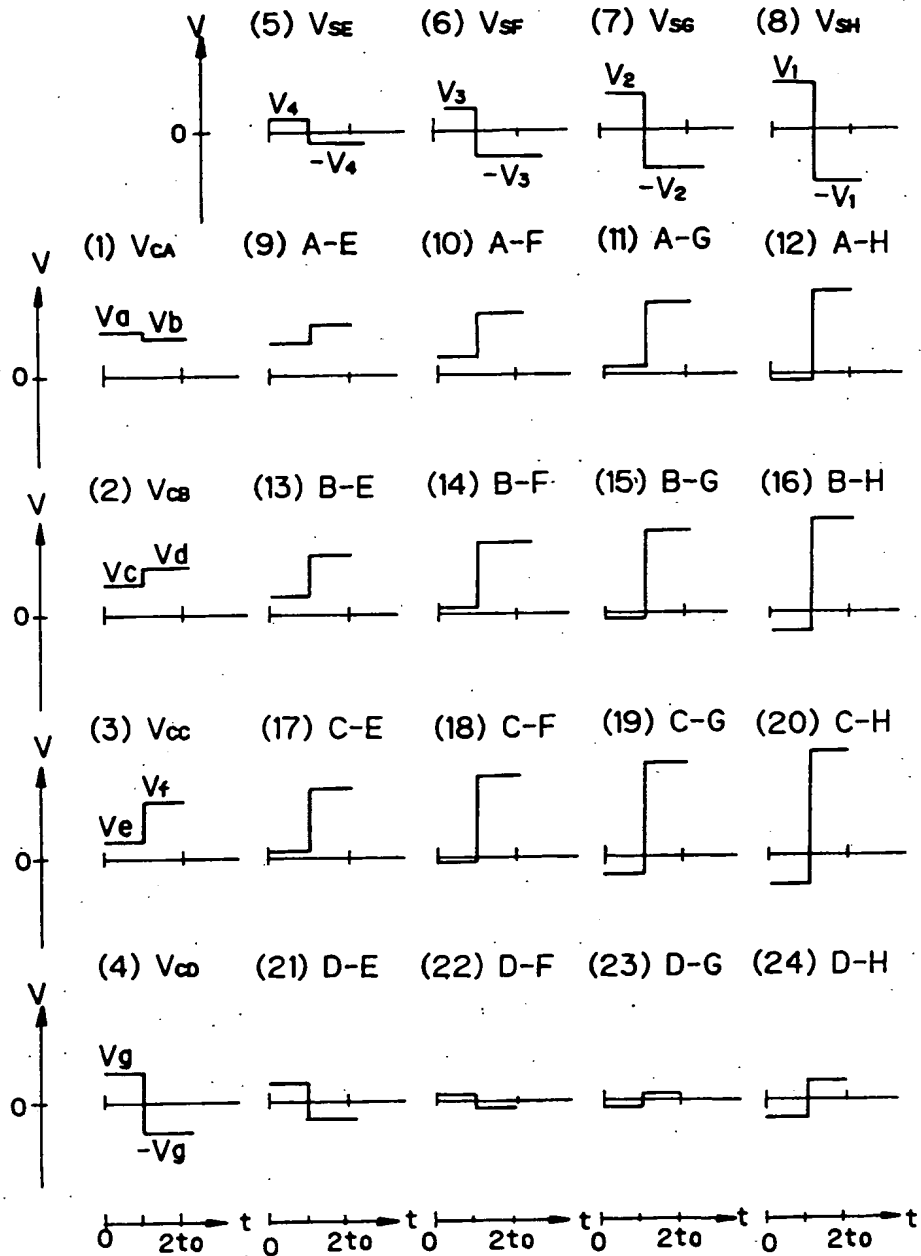 V (5) VSE (6) VSF (7) VSG (8) VSH
V4 V3 V2 V1
0
-V4 -V3 -V2 -V1
V (1) VCA (9) A-E (10) A-F (11) A-G (12) A-H
Va Vb
0
V (2) VCB (13) B-E (14) B-F (15) B-G (16) B-H
Vc Vd
0
V (3) VCC (17) C-E (18) C-F (19) C-G (20) C-H
Ve Vf
0
V (4) VCD (21) D-E (22) D-F (23) D-G (24) D-H
Vg
0
-Vg
0 2to t 0 2to t 0 2to t 0 2to t 0 2to t